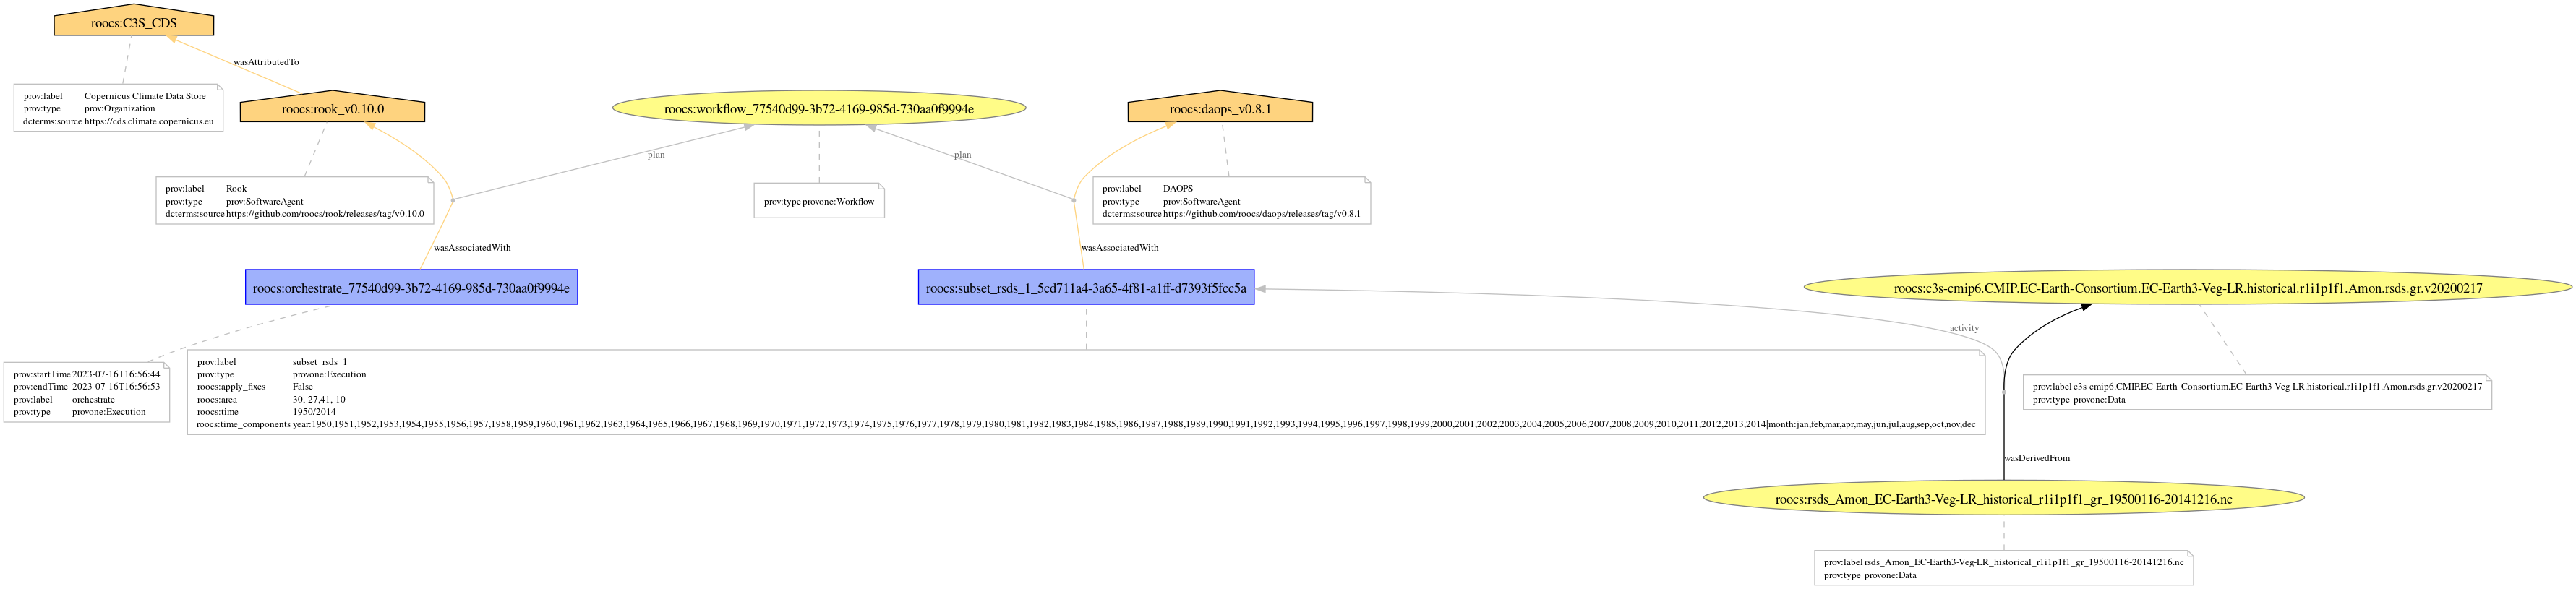 roocs:C3S_CDS
wasAttributedTo
prov:label Copernicus Climate Data Store
prov:type prov:Organization
dcterms:source https://cds.climate.copernicus.eu
roocs:rook_v0.10.0
roocs:workflow_77540d99-3b72-4169-985d-730aa0f9994e
roocs:daops_v0.8.1
plan
plan
prov:label Rook
prov:type prov:SoftwareAgent
dcterms:source https://github.com/roocs/rook/releases/tag/v0.10.0
prov:type provone:Workflow
prov:label DAOPS
prov:type prov:SoftwareAgent
dcterms:source https://github.com/roocs/daops/releases/tag/v0.8.1
wasAssociatedWith
wasAssociatedWith
roocs:orchestrate_77540d99-3b72-4169-985d-730aa0f9994e
roocs:subset_rsds_1_5cd711a4-3a65-4f81-a1ff-d7393f5fcc5a
roocs:c3s-cmip6.CMIP.EC-Earth-Consortium.EC-Earth3-Veg-LR.historical.r1i1p1f1.Amon.rsds.gr.v20200217
activity
prov:startTime 2023-07-16T16:56:44
prov:endTime 2023-07-16T16:56:53
prov:label orchestrate
prov:type provone:Execution
prov:label subset_rsds_1
prov:type provone:Execution
roocs:apply_fixes False
roocs:area 30,-27,41,-10
roocs:time 1950/2014
roocs:time_components year:1950,1951,1952,1953,1954,1955,1956,1957,1958,1959,1960,1961,1962,1963,1964,1965,1966,1967,1968,1969,1970,1971,1972,1973,1974,1975,1976,1977,1978,1979,1980,1981,1982,1983,1984,1985,1986,1987,1988,1989,1990,1991,1992,1993,1994,1995,1996,1997,1998,1999,2000,2001,2002,2003,2004,2005,2006,2007,2008,2009,2010,2011,2012,2013,2014|month:jan,feb,mar,apr,may,jun,jul,aug,sep,oct,nov,dec
prov:label c3s-cmip6.CMIP.EC-Earth-Consortium.EC-Earth3-Veg-LR.historical.r1i1p1f1.Amon.rsds.gr.v20200217
prov:type provone:Data
wasDerivedFrom
roocs:rsds_Amon_EC-Earth3-Veg-LR_historical_r1i1p1f1_gr_19500116-20141216.nc
prov:label rsds_Amon_EC-Earth3-Veg-LR_historical_r1i1p1f1_gr_19500116-20141216.nc
prov:type provone:Data